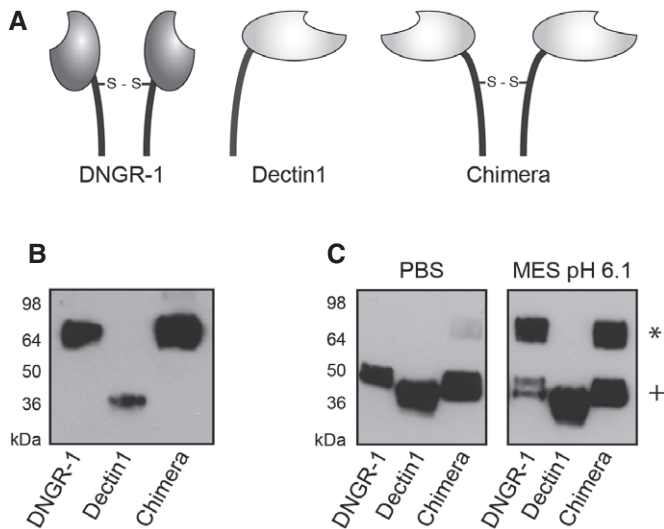 A
-S - S-
-S - S-
DNGR-1
Dectin1
Chimera
B
98
64
50
36
kDa
DNGR-1
Dectin1
Chimera
C
PBS
MES pH 6.1
98
64
50
36
kDa
*
+
DNGR-1
Dectin1
Chimera
DNGR-1
Dectin1
Chimera